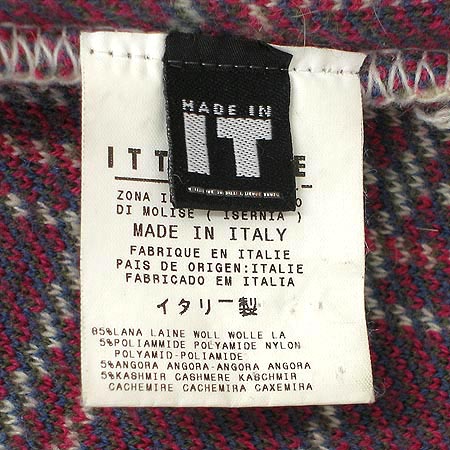 MADE IN
IT
ITT E
ZONA I O
DI MOLISE ( ISERNIA )
MADE IN ITALY
FABRIQUE EN ITALIE
PAIS DE ORIGEN:ITALIE
FABRICADO EM ITALIA
イタリー製
85%LANA LAINE WOLL WOLLE LA
5%POLIAMMIDE POLYAMIDE NYLON
POLYAMID-POLIAMIDE
5%ANGORA ANGORA-ANGORA ANGORA
5%KASHMIR CASHMERE KASCHMIR
CACHEMIRE CACHEMIRA CAXEMIRA